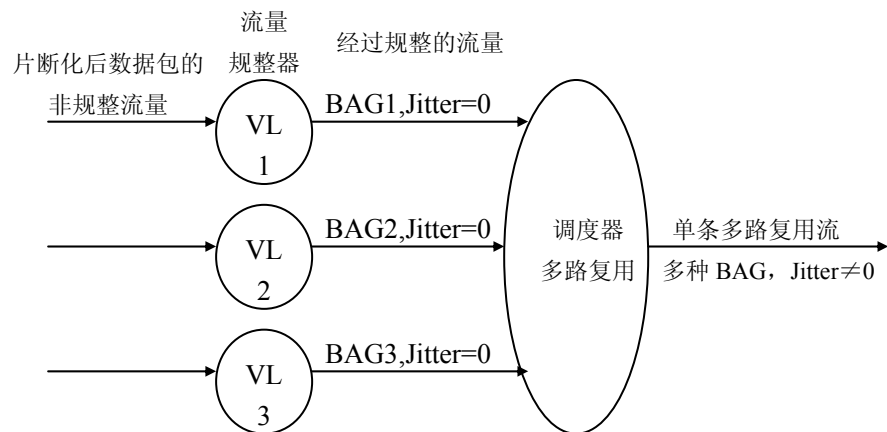 片断化后数据包的
非规整流量
流量
规整器
经过规整的流量
VL
1
BAG1,Jitter=0
VL
2
BAG2,Jitter=0
VL
3
BAG3,Jitter=0
调度器
多路复用
单条多路复用流
多种 BAG，Jitter≠0